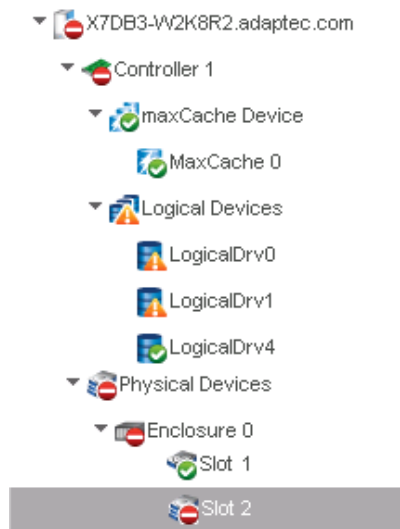 X7DB3-W2K8R2.adaptec.com
Controller 1
maxCache Device
MaxCache 0
Logical Devices
LogicalDrv0
LogicalDrv1
LogicalDrv4
Physical Devices
Enclosure 0
Slot 1
Slot 2